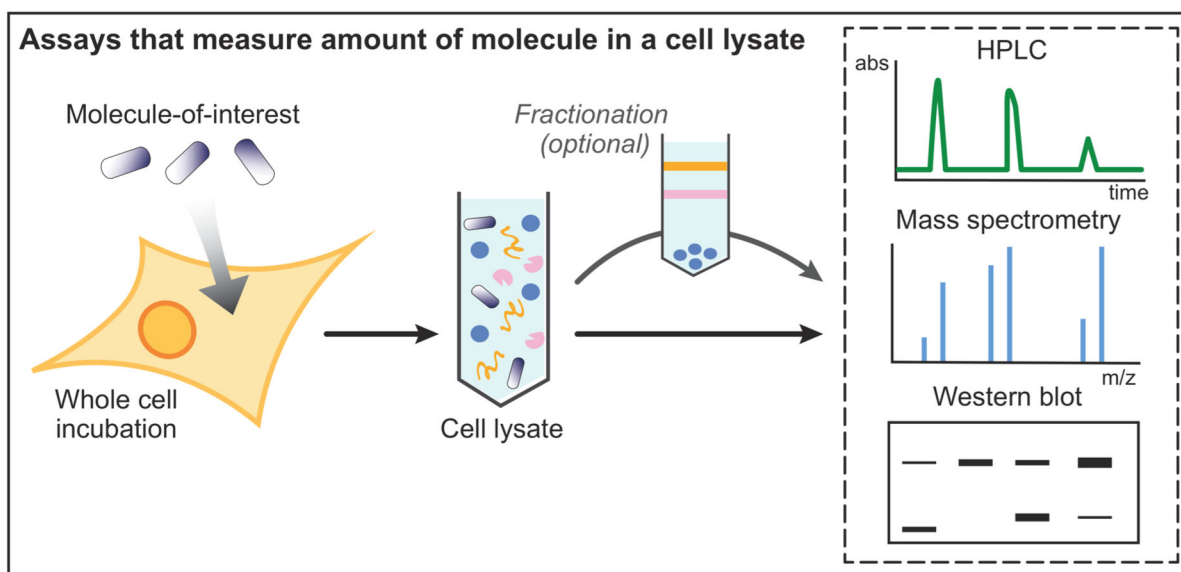 Assays that measure amount of molecule in a cell lysate
Molecule-of-interest
Whole cell
incubation
Cell lysate
Fractionation
(optional)
HPLC
abs
time
Mass spectrometry
m/z
Western blot